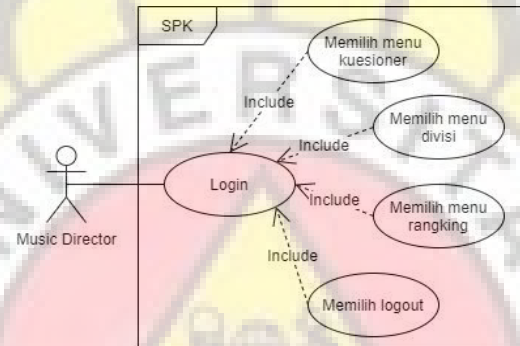 SPK
Memilih menu
kuesioner
Include
Memilih menu
divisi
Include
Login
Include
Memilih menu
rangking
Music Director
Include
Memilih logout